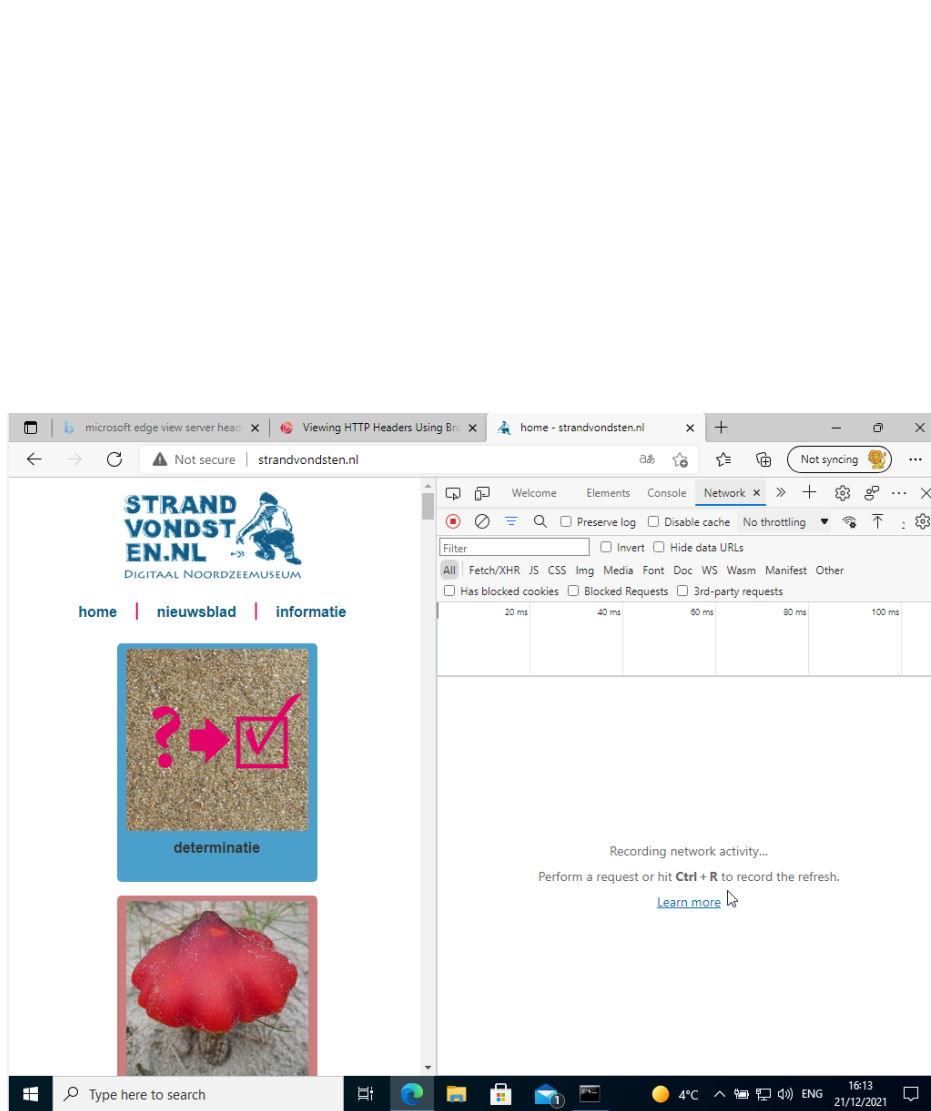 microsoft edge view server head
Viewing HTTP Headers Using Bro
home - strandvondsten.nl
Not secure
strandvondsten.nl
Not syncing
STRAND
VONDST
EN.NL
DIGITAAL NOORDZEEMUSEUM
home | nieuwsblad | informatie
determinatie
Welcome Elements Console Network
Preserve log Disable cache No throttling
Filter Invert Hide data URLs
All Fetch/XHR JS CSS Img Media Font Doc WS Wasm Manifest Other
Has blocked cookies Blocked Requests 3rd-party requests
20 ms 40 ms 60 ms 80 ms 100 ms
Recording network activity...
Perform a request or hit Ctrl + R to record the refresh.
Learn more
Type here to search
1
4°C
ENG
16:13
21/12/2021